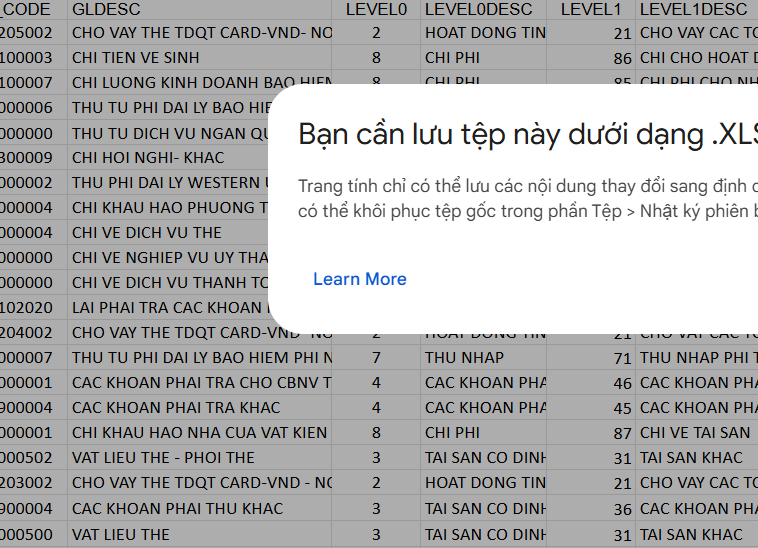 _CODE GLDESC LEVEL0 LEVEL0DESC LEVEL1 LEVEL1DESC
205002 CHO VAY THE TDQT CARD-VND- NO 2 HOAT DONG TIN 21 CHO VAY CAC TO
100003 CHI TIEN VE SINH 8 CHI PHI 86 CHI CHO HOAT D
100007 CHI LUONG KINH DOANH BAO HIEM 8 CHI PHI 85 CHI PHI CHO NH
000006 THU TU PHI DAI LY BAO HIE
000000 THU TU DICH VU NGAN QU
Bạn cần lưu tệp này dưới dạng .XLS
300009 CHI HOI NGHI- KHAC
000002 THU PHI DAI LY WESTERN U
Trang tính chỉ có thể lưu các nội dung thay đổi sang định d
000004 CHI KHAU HAO PHUONG T
có thể khôi phục tệp gốc trong phần Tệp > Nhật ký phiên b
000004 CHI VE DICH VU THE
000000 CHI VE NGHIEP VU UY THA
000000 CHI VE DICH VU THANH TO
Learn More
102020 LAI PHAI TRA CAC KHOAN
204002 CHO VAY THE TDQT CARD-VND- NO 2 HOAT DONG TIN 21 CHO VAY CAC TO
000007 THU TU PHI DAI LY BAO HIEM PHI N 7 THU NHAP 71 THU NHAP PHI T
000001 CAC KHOAN PHAI TRA CHO CBNV T 4 CAC KHOAN PHA 46 CAC KHOAN PHA
900004 CAC KHOAN PHAI TRA KHAC 4 CAC KHOAN PHA 45 CAC KHOAN PHA
000001 CHI KHAU HAO NHA CUA VAT KIEN 8 CHI PHI 87 CHI VE TAI SAN
000502 VAT LIEU THE - PHOI THE 3 TAI SAN CO DINH 31 TAI SAN KHAC
203002 CHO VAY THE TDQT CARD-VND - NO 2 HOAT DONG TIN 21 CHO VAY CAC TO
900004 CAC KHOAN PHAI THU KHAC 3 TAI SAN CO DINH 36 CAC KHOAN PHA
000500 VAT LIEU THE 3 TAI SAN CO DINH 31 TAI SAN KHAC